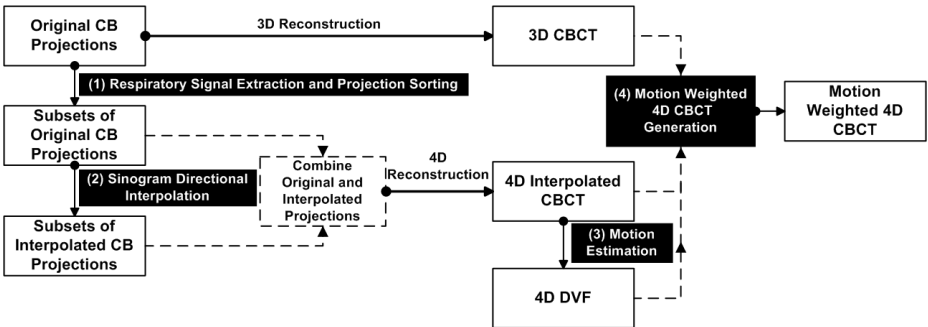 Original CB
Projections
3D Reconstruction
3D CBCT
(1) Respiratory Signal Extraction and Projection Sorting
(4) Motion Weighted
4D CBCT
Generation
Motion
Weighted 4D
CBCT
Subsets of
Original CB
Projections
(2) Sinogram Directional
Interpolation
Combine
Original and
Interpolated
Projections
4D
Reconstruction
4D Interpolated
CBCT
Subsets of
Interpolated CB
Projections
(3) Motion
Estimation
4D DVF